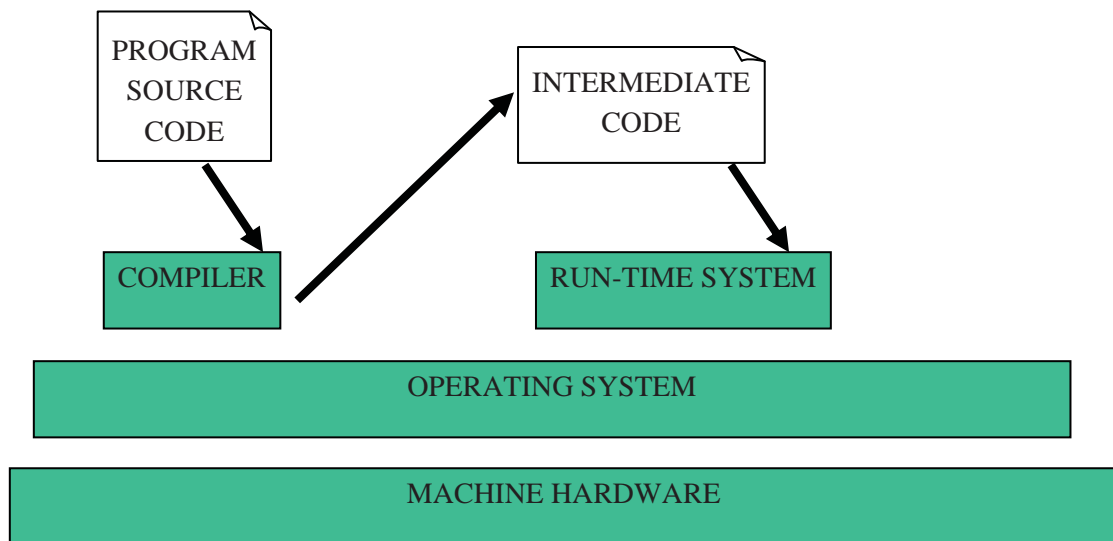 PROGRAM
SOURCE
CODE
INTERMEDIATE
CODE
COMPILER
RUN-TIME SYSTEM
OPERATING SYSTEM
MACHINE HARDWARE